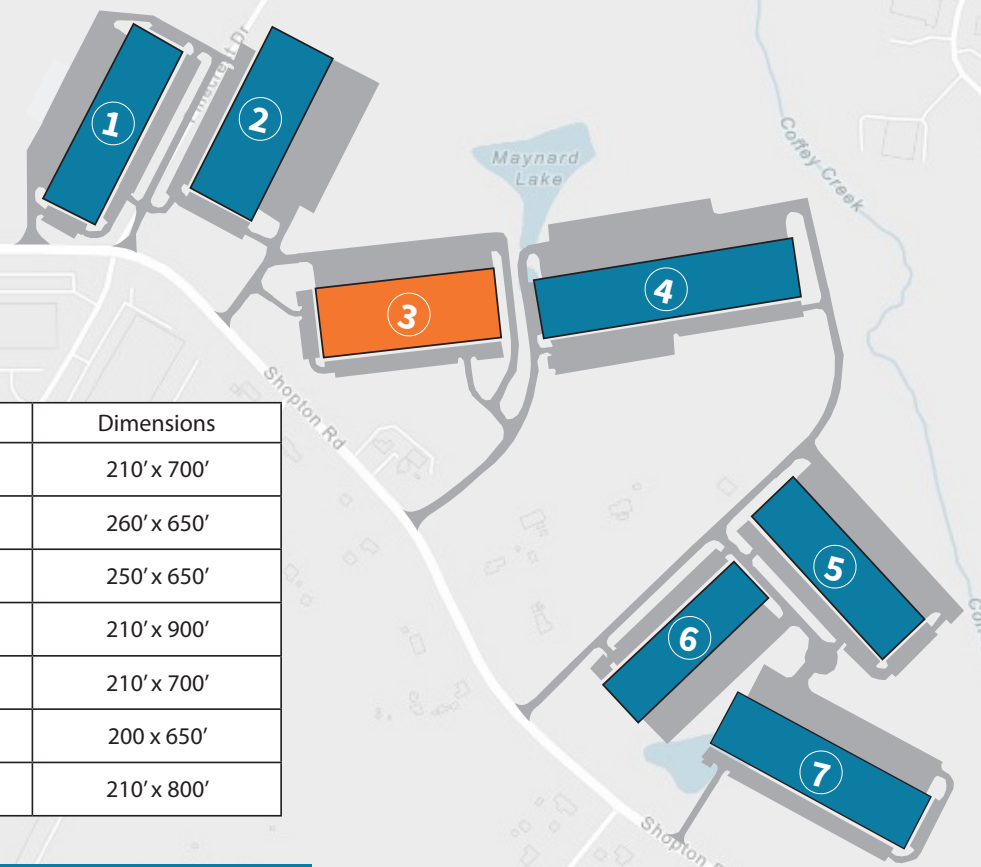 1
2
Maynard
Lake
Coffey Creek
3
4
Shopton Rd
Dimensions
210' x 700'
260' x 650'
250' x 650'
210' x 900'
210' x 700'
200 x 650'
210' x 800'
5
6
7
Shopton